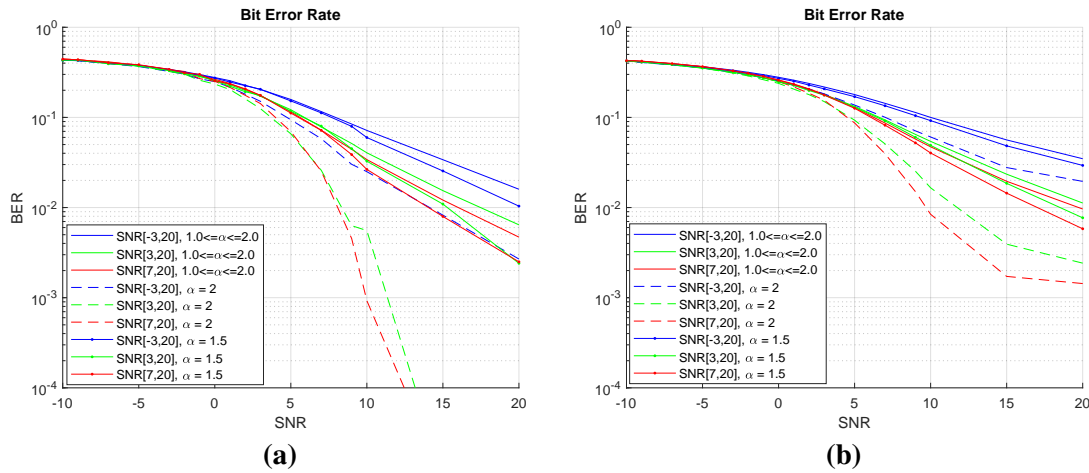 Bit Error Rate
10^0
10^-1
10^-2
10^-3
10^-4
BER
SNR[-3,20], 1.0<=α<=2.0
SNR[3,20], 1.0<=α<=2.0
SNR[7,20], 1.0<=α<=2.0
SNR[-3,20], α = 2
SNR[3,20], α = 2
SNR[7,20], α = 2
SNR[-3,20], α = 1.5
SNR[3,20], α = 1.5
SNR[7,20], α = 1.5
-10 -5 0 5 10 15 20
SNR
(a)
Bit Error Rate
10^0
10^-1
10^-2
10^-3
10^-4
BER
SNR[-3,20], 1.0<=α<=2.0
SNR[3,20], 1.0<=α<=2.0
SNR[7,20], 1.0<=α<=2.0
SNR[-3,20], α = 2
SNR[3,20], α = 2
SNR[7,20], α = 2
SNR[-3,20], α = 1.5
SNR[3,20], α = 1.5
SNR[7,20], α = 1.5
-10 -5 0 5 10 15 20
SNR
(b)